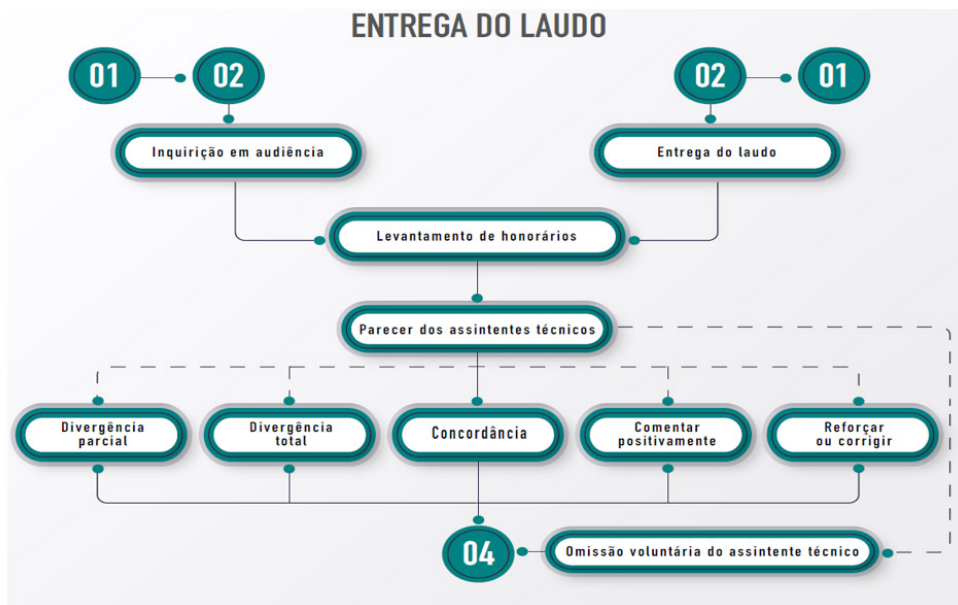 ENTREGA DO LAUDO
01
02
02
01
Inquirição em audiência
Entrega do laudo
Levantamento de honorários
Parecer dos assintentes técnicos
Divergência
parcial
Divergência
total
Concordância
Comentar
positivamente
Reforçar
ou corrigir
04
Omissão voluntária do assintente técnico